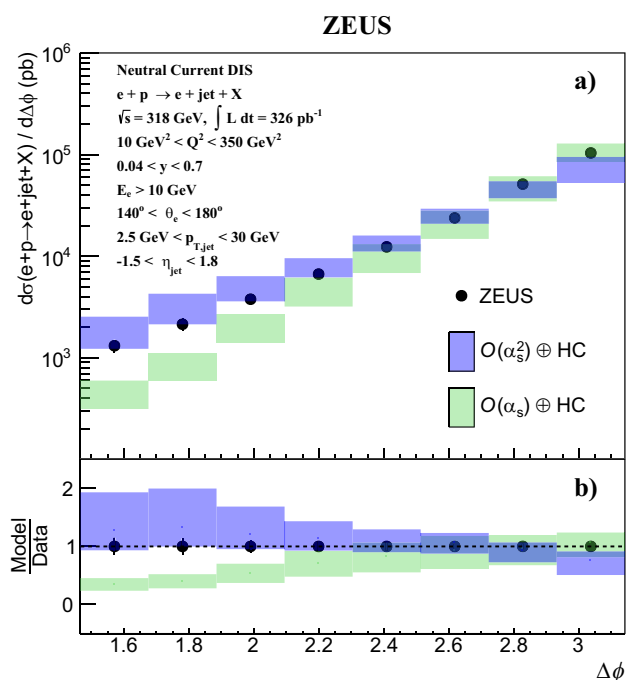 ZEUS
dσ(e+p→e+jet+X) / dΔϕ (pb)
10⁶
10⁵
10⁴
10³
a)
Neutral Current DIS
e + p → e + jet + X
√s = 318 GeV, ∫ L dt = 326 pb⁻¹
10 GeV² < Q² < 350 GeV²
0.04 < y < 0.7
Eₑ > 10 GeV
140° < θₑ < 180°
2.5 GeV < p_T,jet < 30 GeV
-1.5 < η_jet < 1.8
ZEUS
O(αₛ²) ⊕ HC
O(αₛ) ⊕ HC
b)
Model
Data
2
1
0
1.6 1.8 2 2.2 2.4 2.6 2.8 3
Δϕ